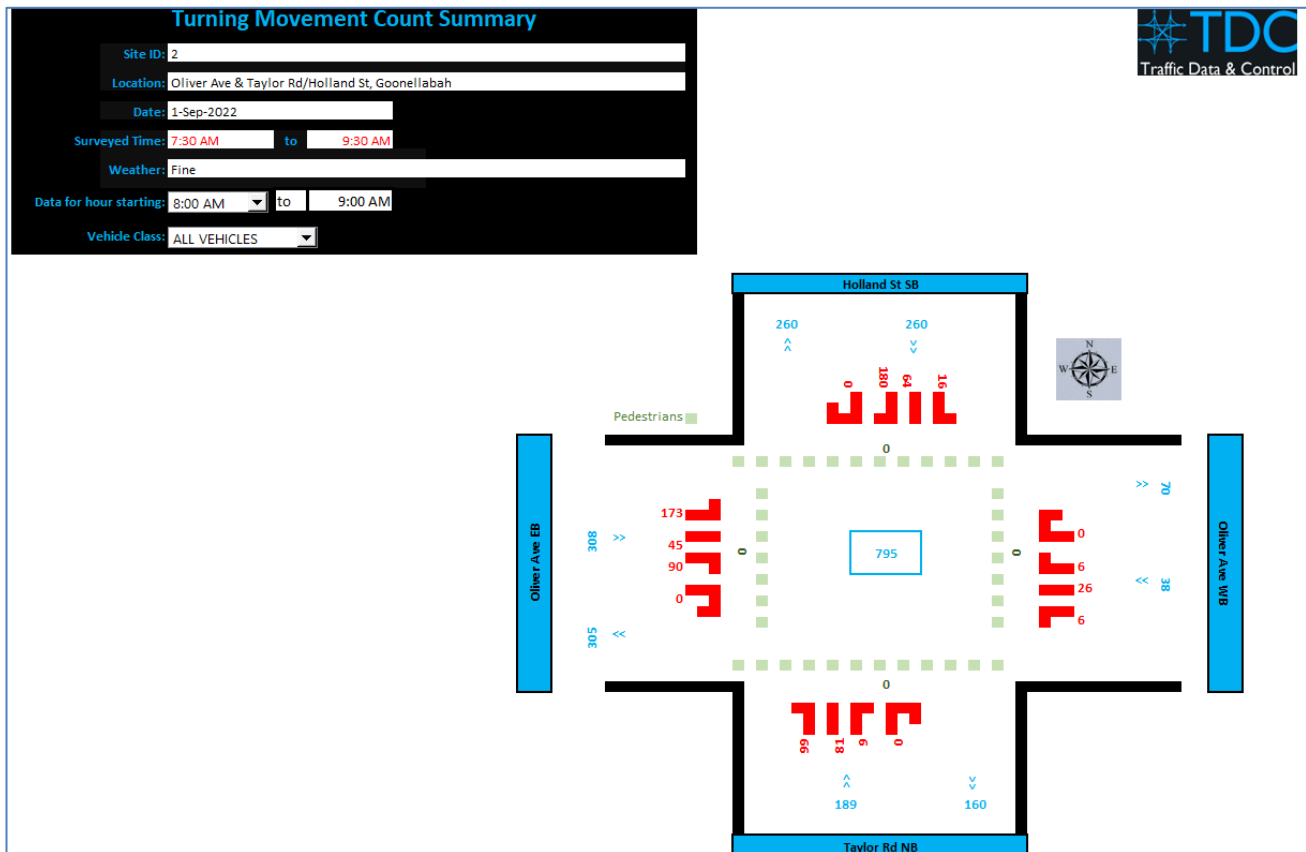 Turning Movement Count Summary
TDC
Traffic Data & Control
Site ID: 2
Location: Oliver Ave & Taylor Rd/Holland St, Goonellabah
Date: 1-Sep-2022
Surveyed Time: 7:30 AM to 9:30 AM
Weather: Fine
Data for hour starting: 8:00 AM to 9:00 AM
Vehicle Class: ALL VEHICLES
Holland St SB
260 260
0 180 64 16
N
W E
S
Pedestrians
0
Oliver Ave EB
308 >>
305 <<
173
45
90
0
0
795
0
0
6
26
6
>> 70
<< 38
Oliver Ave WB
0
99 81 9 0
189 160
Taylor Rd NB